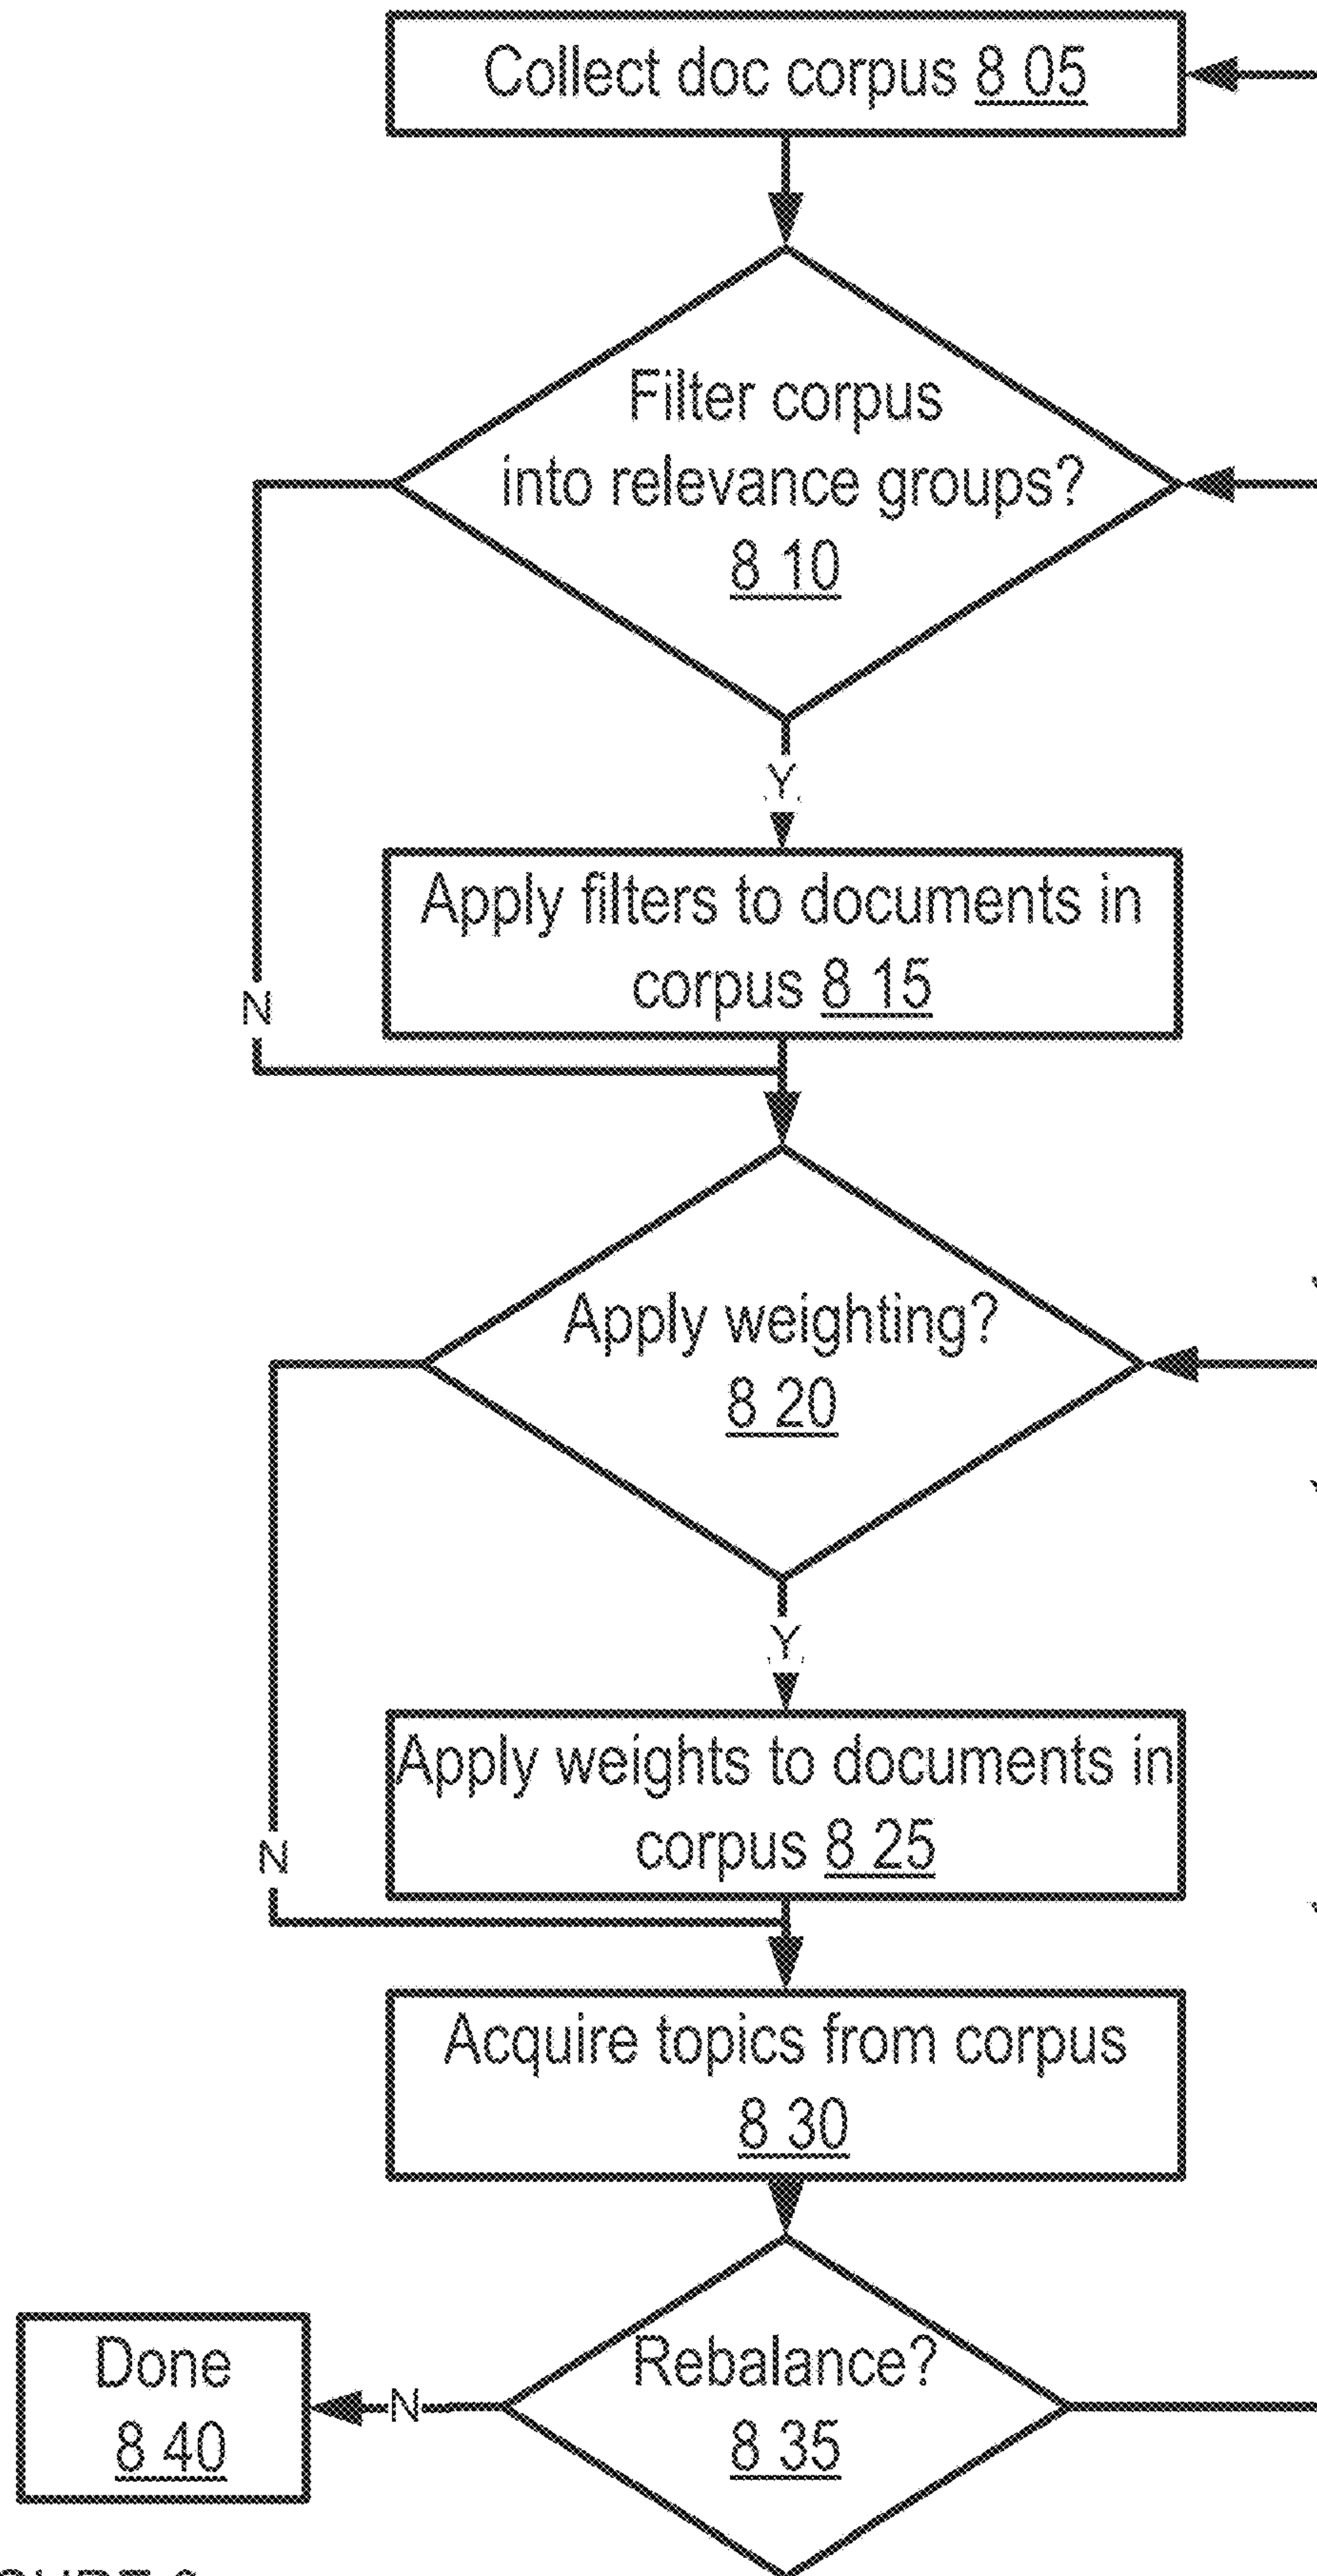 Collect doc corpus 8 05
Filter corpus
into relevance groups?
8 10
Y
Apply filters to documents in
corpus 8 15
N
Apply weighting?
8 20
Y
Apply weights to documents in
corpus 8 25
N
Acquire topics from corpus
8 30
Rebalance?
8 35
N
Done
8 40